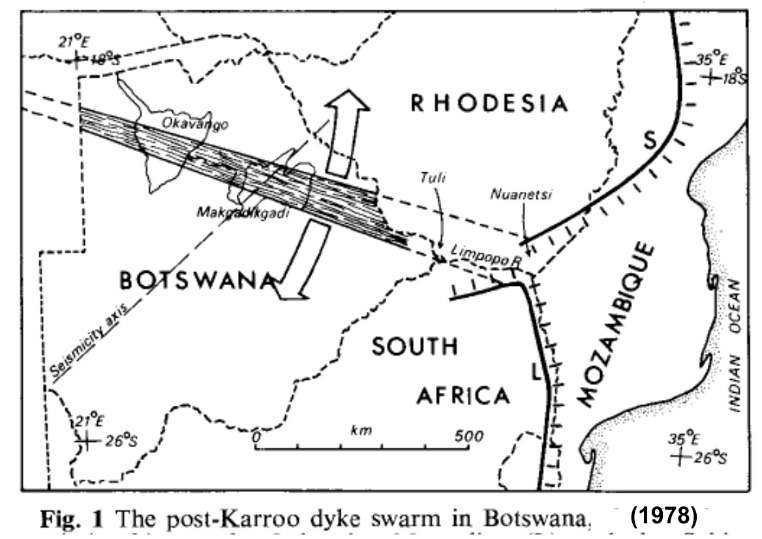 21°E
18°S
35°E
18°S
RHODESIA
Okavango
S
Tuli
Nuanetsi
Makgadikgadi
Limpopo R
BOTSWANA
MOZAMBIQUE
INDIAN OCEAN
Seismicity axis
SOUTH
AFRICA
L
21°E
26°S
0 km 500
35°E
26°S
Fig. 1 The post-Karroo dyke swarm in Botswana, (1978)